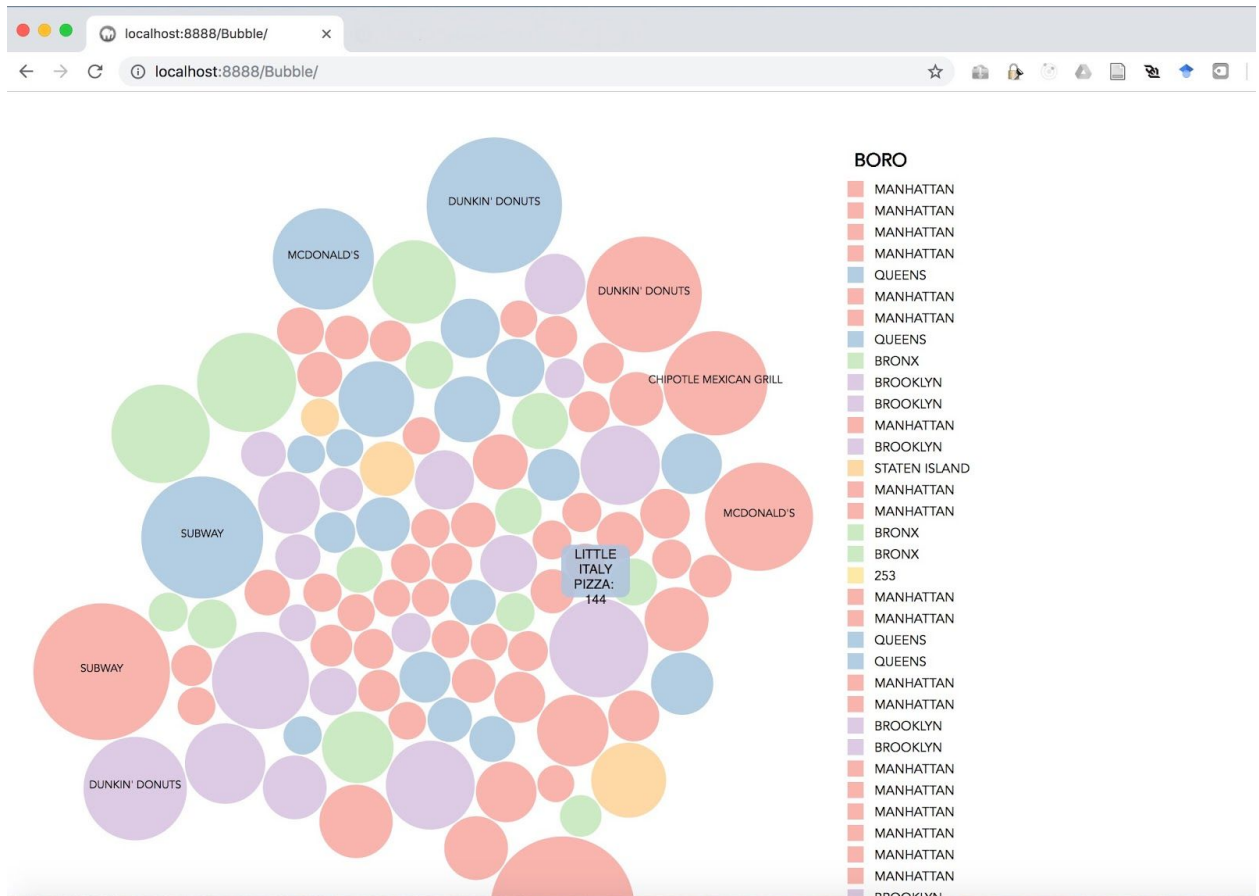 localhost:8888/Bubble/
localhost:8888/Bubble/
DUNKIN' DONUTS
MCDONALD'S
DUNKIN' DONUTS
CHIPOTLE MEXICAN GRILL
MCDONALD'S
SUBWAY
LITTLE
ITALY
PIZZA:
144
SUBWAY
DUNKIN' DONUTS
BORO
MANHATTAN
MANHATTAN
MANHATTAN
MANHATTAN
QUEENS
MANHATTAN
MANHATTAN
QUEENS
BRONX
BROOKLYN
BROOKLYN
MANHATTAN
BROOKLYN
STATEN ISLAND
MANHATTAN
MANHATTAN
BRONX
BRONX
253
MANHATTAN
MANHATTAN
QUEENS
QUEENS
MANHATTAN
MANHATTAN
BROOKLYN
BROOKLYN
MANHATTAN
MANHATTAN
MANHATTAN
MANHATTAN
MANHATTAN
MANHATTAN
BROOKLYN